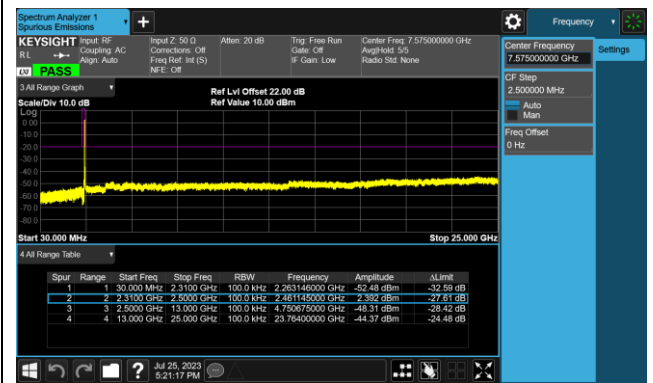 Spectrum Analyzer 1
Spurious Emissions
Frequency
KEYSIGHT Input: RF Input Z: 50 Ω Atten: 20 dB Trig: Free Run Center Freq: 7.575000000 GHz
RL Coupling: AC Corrections: Off Gate: Off Avg|Hold: 5/5
Align: Auto Freq Ref: Int (S) IF Gain: Low Radio Std: None
LXI PASS NFE: Off
Center Frequency
7.575000000 GHz
Settings
CF Step
2.500000 MHz
Auto
Man
Freq Offset
0 Hz
3 All Range Graph
Ref Lvl Offset 22.00 dB
Scale/Div 10.0 dB Ref Value 10.00 dBm
Log
0.00
-10.0
-20.0
-30.0
-40.0
-50.0
-60.0
-70.0
-80.0
Start 30.000 MHz Stop 25.000 GHz
4 All Range Table
Spur Range Start Freq Stop Freq RBW Frequency Amplitude ΔLimit
1 1 30.000 MHz 2.3100 GHz 100.0 kHz 2.263146000 GHz -52.48 dBm -32.59 dB
2 2 2.3100 GHz 2.5000 GHz 100.0 kHz 2.461145000 GHz 2.392 dBm -27.61 dB
3 3 2.5000 GHz 13.000 GHz 100.0 kHz 4.750675000 GHz -48.31 dBm -28.42 dB
4 4 13.000 GHz 25.000 GHz 100.0 kHz 23.76400000 GHz -44.37 dBm -24.48 dB
? Jul 25, 2023
5:21:17 PM